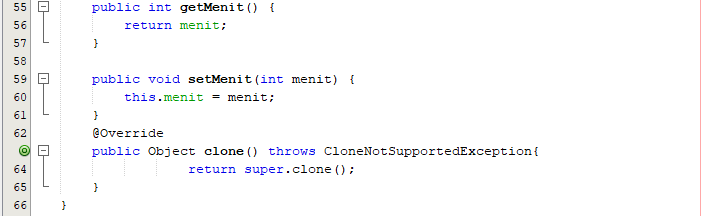 55 public int getMenit() {
56 return menit;
57 }
58
59 public void setMenit(int menit) {
60 this.menit = menit;
61 }
62 @Override
public Object clone() throws CloneNotSupportedException{
64 return super.clone();
65 }
66 }